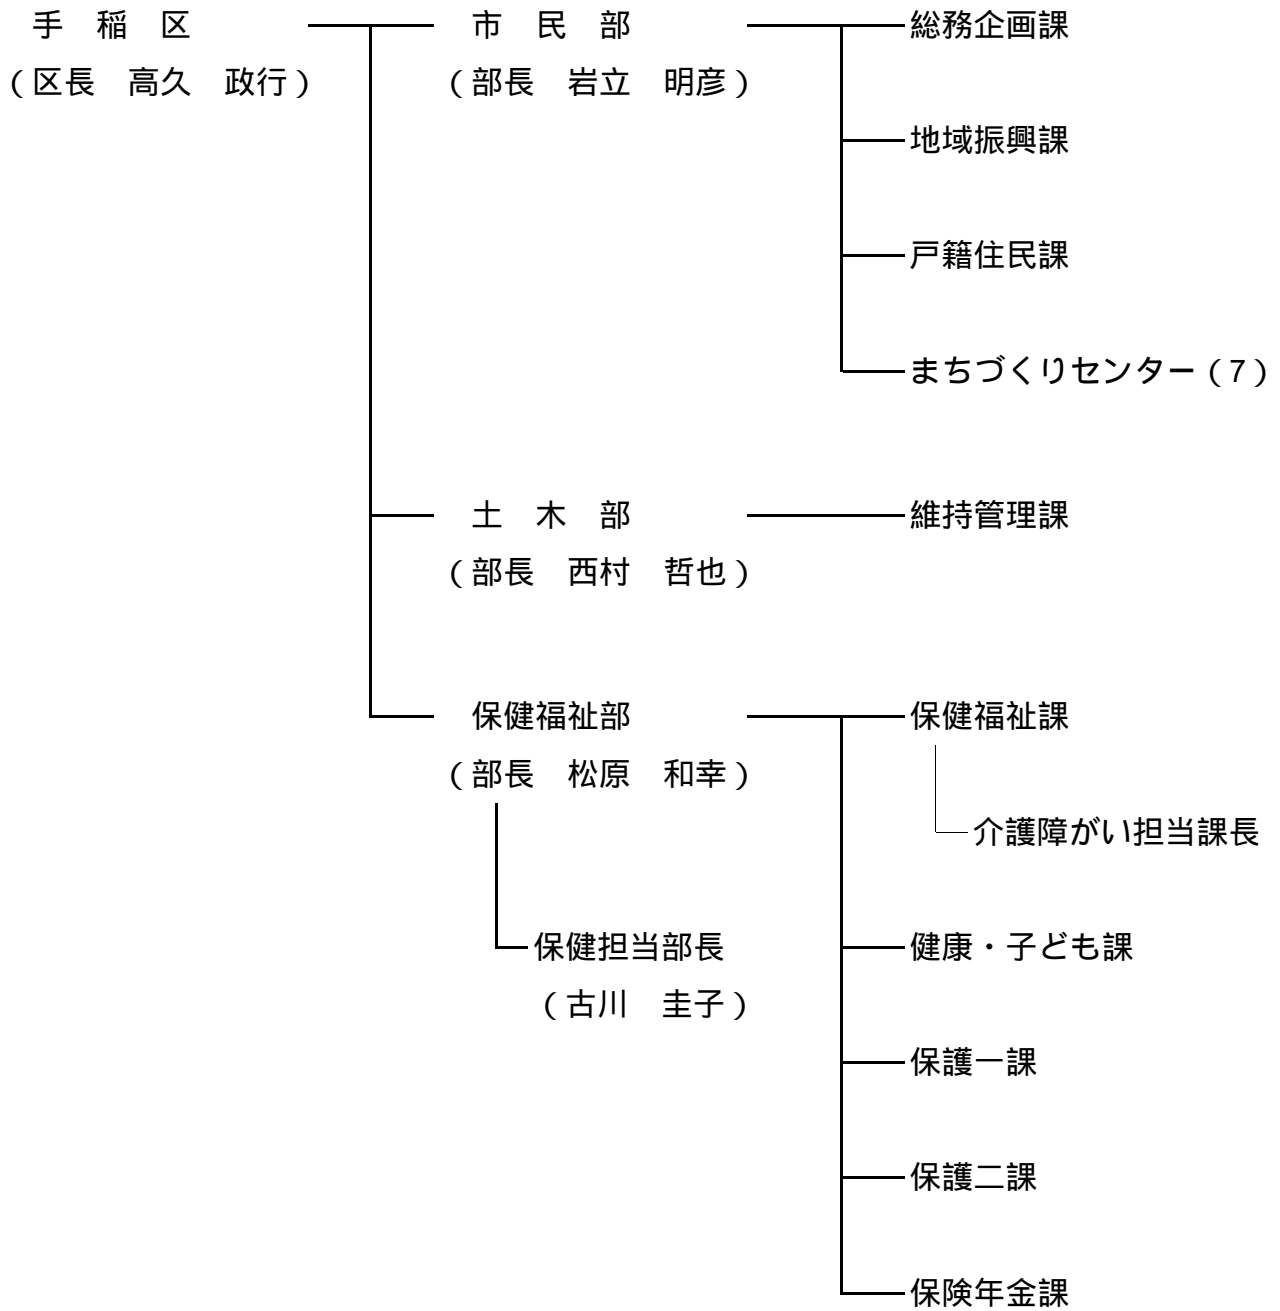 手　稲　区　市　民　部　総務企画課
（区長　高久　政行）（部長　岩立　明彦）
地域振興課
戸籍住民課
まちづくりセンター（7）
土　木　部　維持管理課
（部長　西村　哲也）
保健福祉部　保健福祉課
（部長　松原　和幸）
介護障がい担当課長
保健担当部長　健康・子ども課
（古川　圭子）
保護一課
保護二課
保険年金課